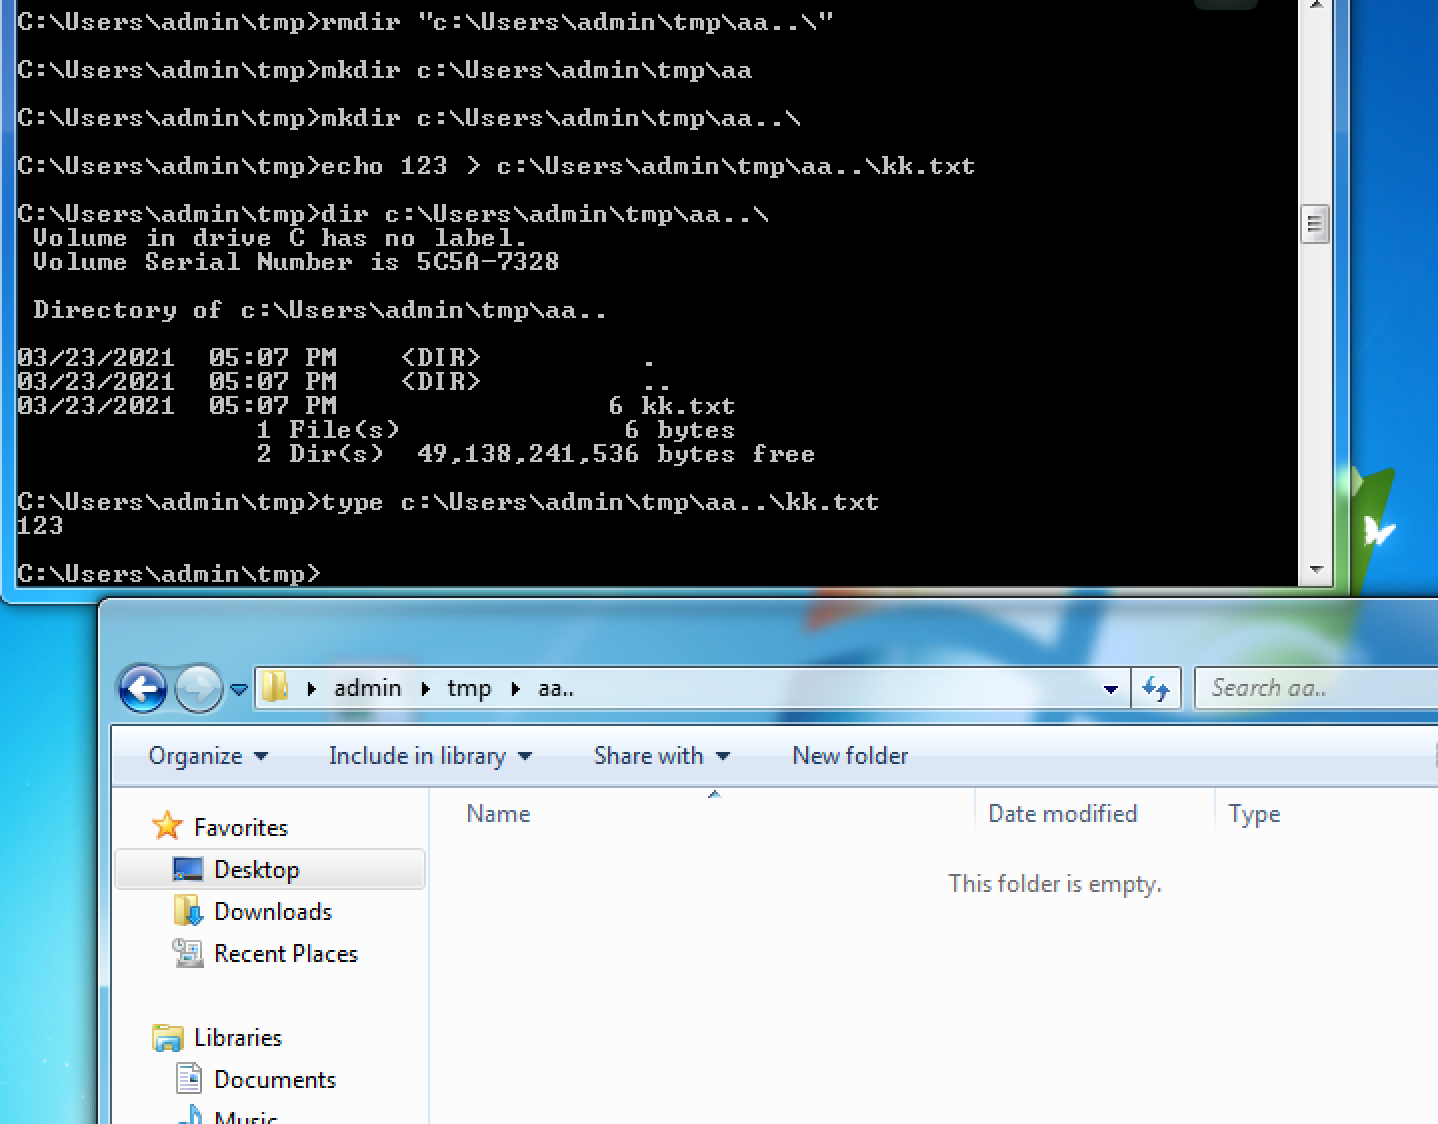 C:\Users\admin\tmp>rmdir "c:\Users\admin\tmp\aa..\"
C:\Users\admin\tmp>mkdir c:\Users\admin\tmp\aa
C:\Users\admin\tmp>mkdir c:\Users\admin\tmp\aa..\
C:\Users\admin\tmp>echo 123 > c:\Users\admin\tmp\aa..\kk.txt
C:\Users\admin\tmp>dir c:\Users\admin\tmp\aa..\
Volume in drive C has no label.
Volume Serial Number is 5C5A-7328
Directory of c:\Users\admin\tmp\aa..
03/23/2021 05:07 PM <DIR> .
03/23/2021 05:07 PM <DIR> ..
03/23/2021 05:07 PM 6 kk.txt
1 File(s) 6 bytes
2 Dir(s) 49,138,241,536 bytes free
C:\Users\admin\tmp>type c:\Users\admin\tmp\aa..\kk.txt
123
C:\Users\admin\tmp>
admin tmp aa.. Search aa..
Organize Include in library Share with New folder
Name Date modified Type
This folder is empty.
Favorites
Desktop
Downloads
Recent Places
Libraries
Documents
Music